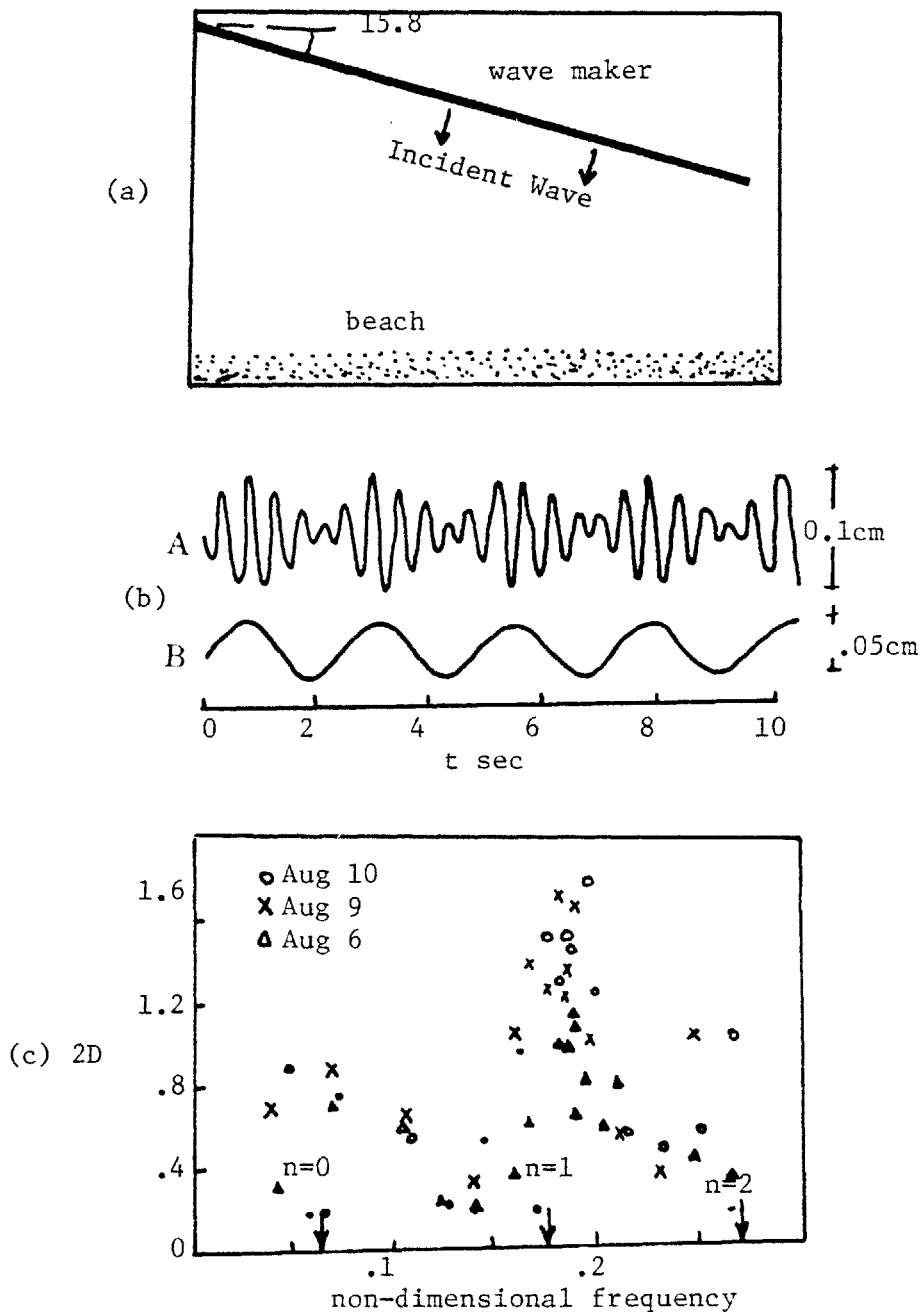 15.8
wave maker
Incident Wave
(a)
beach
A
0.1cm
(b)
B
.05cm
0 2 4 6 8 10
t sec
Aug 10
Aug 9
Aug 6
1.6
1.2
(c) 2D
.8
.4
0
n=0
n=1
n=2
.1 .2
non-dimensional frequency